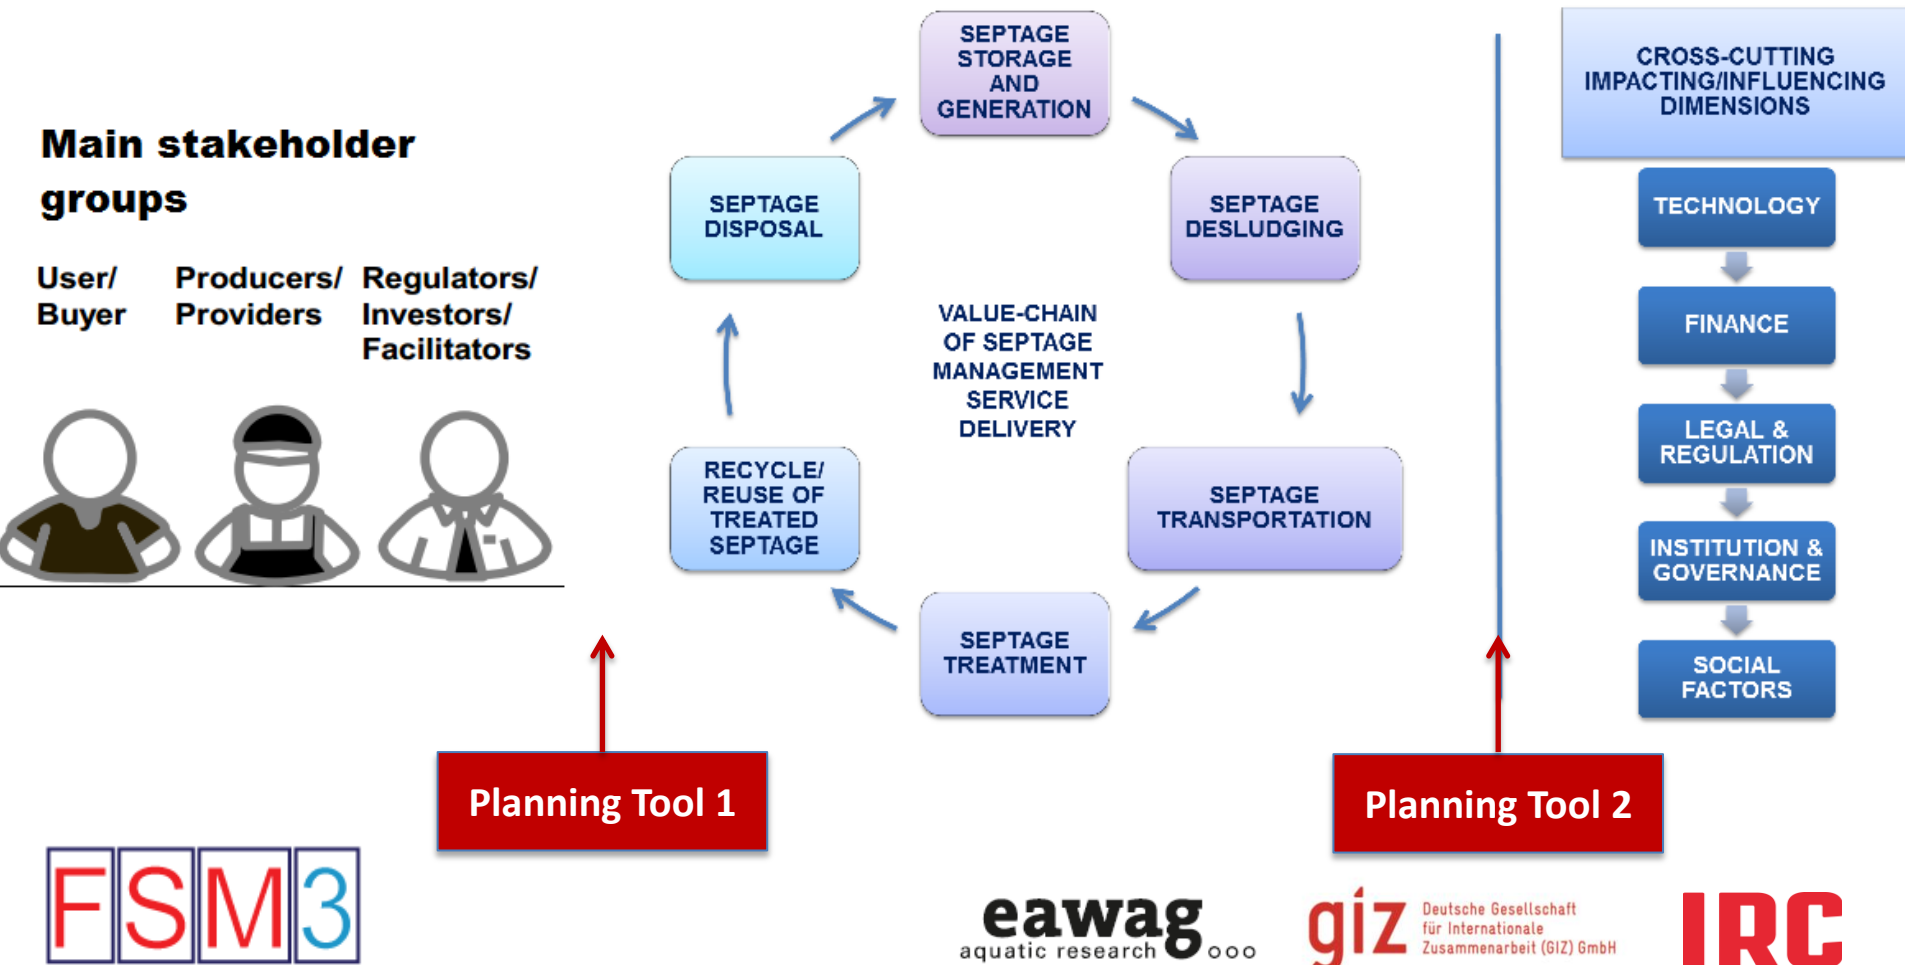 Main stakeholder
groups
User/
Buyer
Producers/
Providers
Regulators/
Investors/
Facilitators
SEPTAGE
STORAGE
AND
GENERATION
SEPTAGE
DESLUDGING
SEPTAGE
TRANSPORTATION
SEPTAGE
TREATMENT
RECYCLE/
REUSE OF
TREATED
SEPTAGE
SEPTAGE
DISPOSAL
VALUE-CHAIN
OF SEPTAGE
MANAGEMENT
SERVICE
DELIVERY
CROSS-CUTTING
IMPACTING/INFLUENCING
DIMENSIONS
TECHNOLOGY
FINANCE
LEGAL &
REGULATION
INSTITUTION &
GOVERNANCE
SOCIAL
FACTORS
Planning Tool 1
Planning Tool 2
FSM3
eawag
aquatic research
giz
Deutsche Gesellschaft
für Internationale
Zusammenarbeit (GIZ) GmbH
IRC